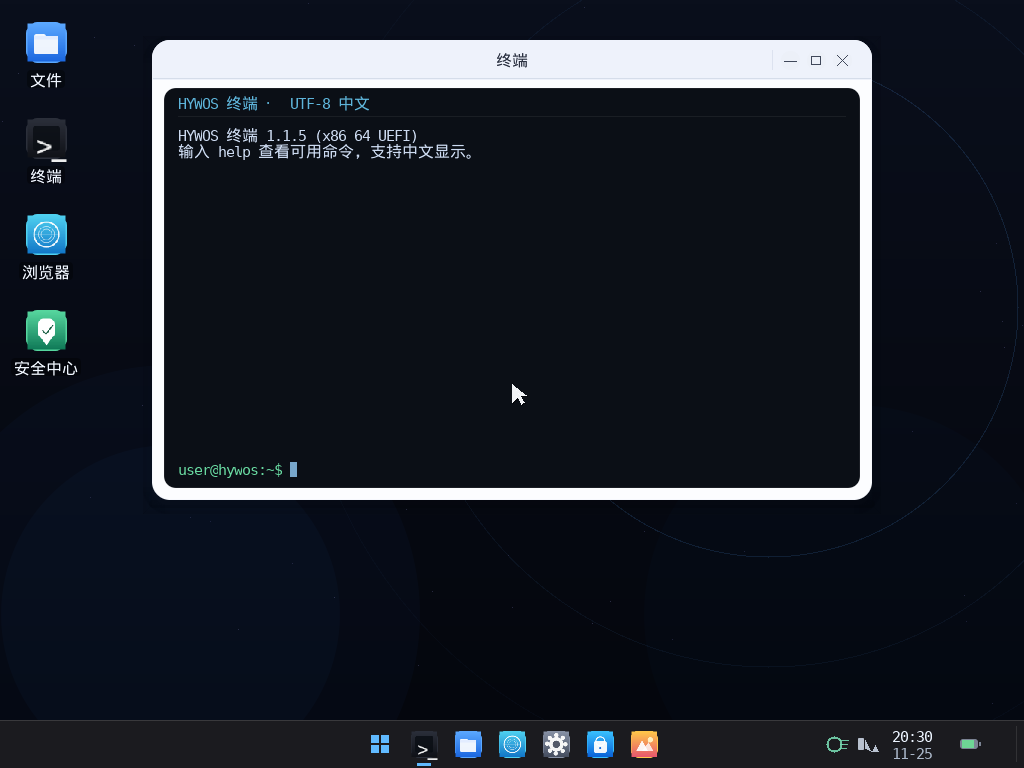 文件
终端
浏览器
安全中心
终端
HYWOS 终端 · UTF-8 中文
HYWOS 终端 1.1.5 (x86 64 UEFI)
输入 help 查看可用命令, 支持中文显示。
user@hywos:~$
20:30
11-25